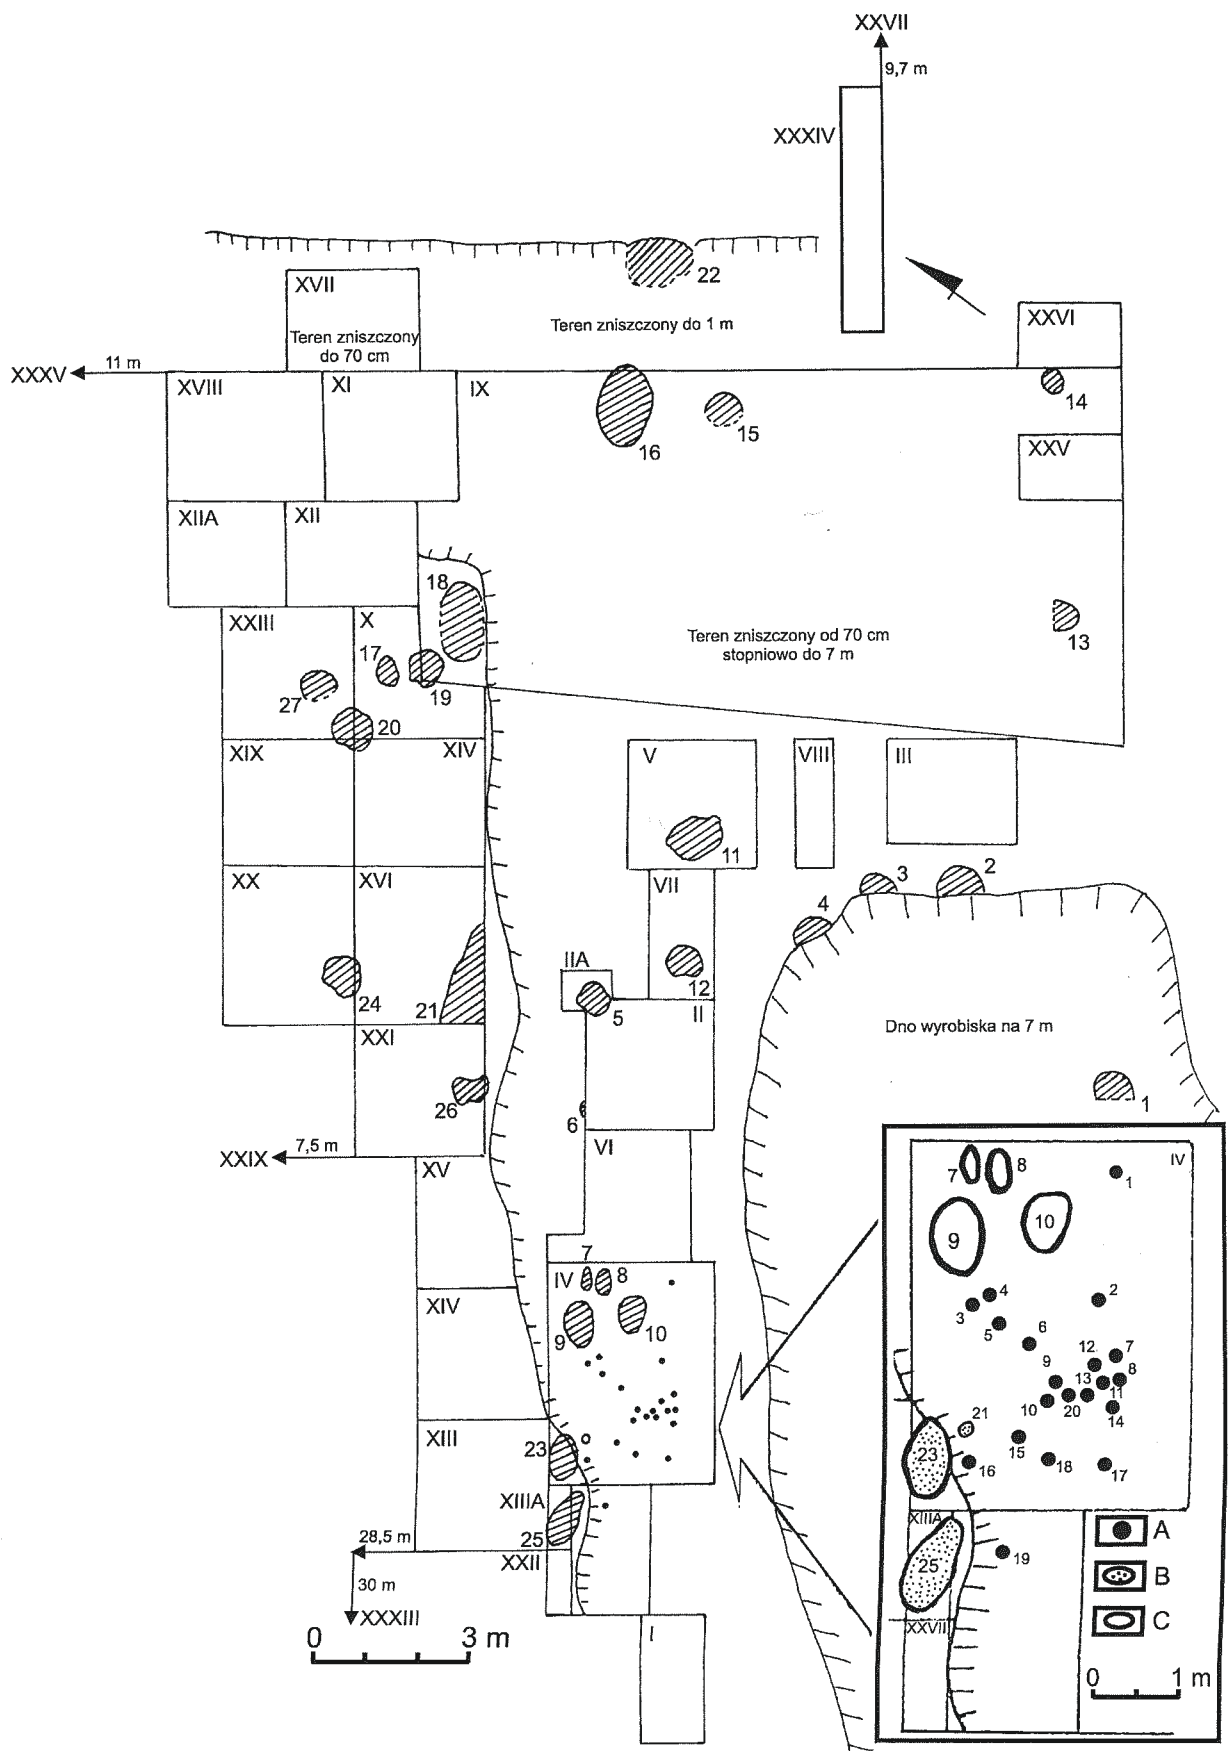 XXVII
9,7 m
XXXIV
22
XVII
Teren zniszczony
do 70 cm
Teren zniszczony do 1 m
XXVI
XXXV
11 m
XVIII
XI
IX
14
16
15
XXV
XIIA
XII
18
XXIII
X
17
Teren zniszczony od 70 cm
stopniowo do 7 m
13
27
19
20
XIX
XIV
V
VIII
III
11
XX
XVI
VII
3
2
4
IIA
12
24
21
5
II
XXI
Dno wyrobiska na 7 m
26
6
1
XXIX
7,5 m
XV
VI
7
IV
8
XIV
9
10
XIII
23
XIIIA
25
28,5 m
XXII
30 m
XXXIII
I
0 3 m
IV
7
8
1
9
10
4
2
3
5
6
12
7
9
13
8
11
10
20
14
21
15
23
16
18
17
XIIIA
19
25
XXVII
A
B
C
0 1 m